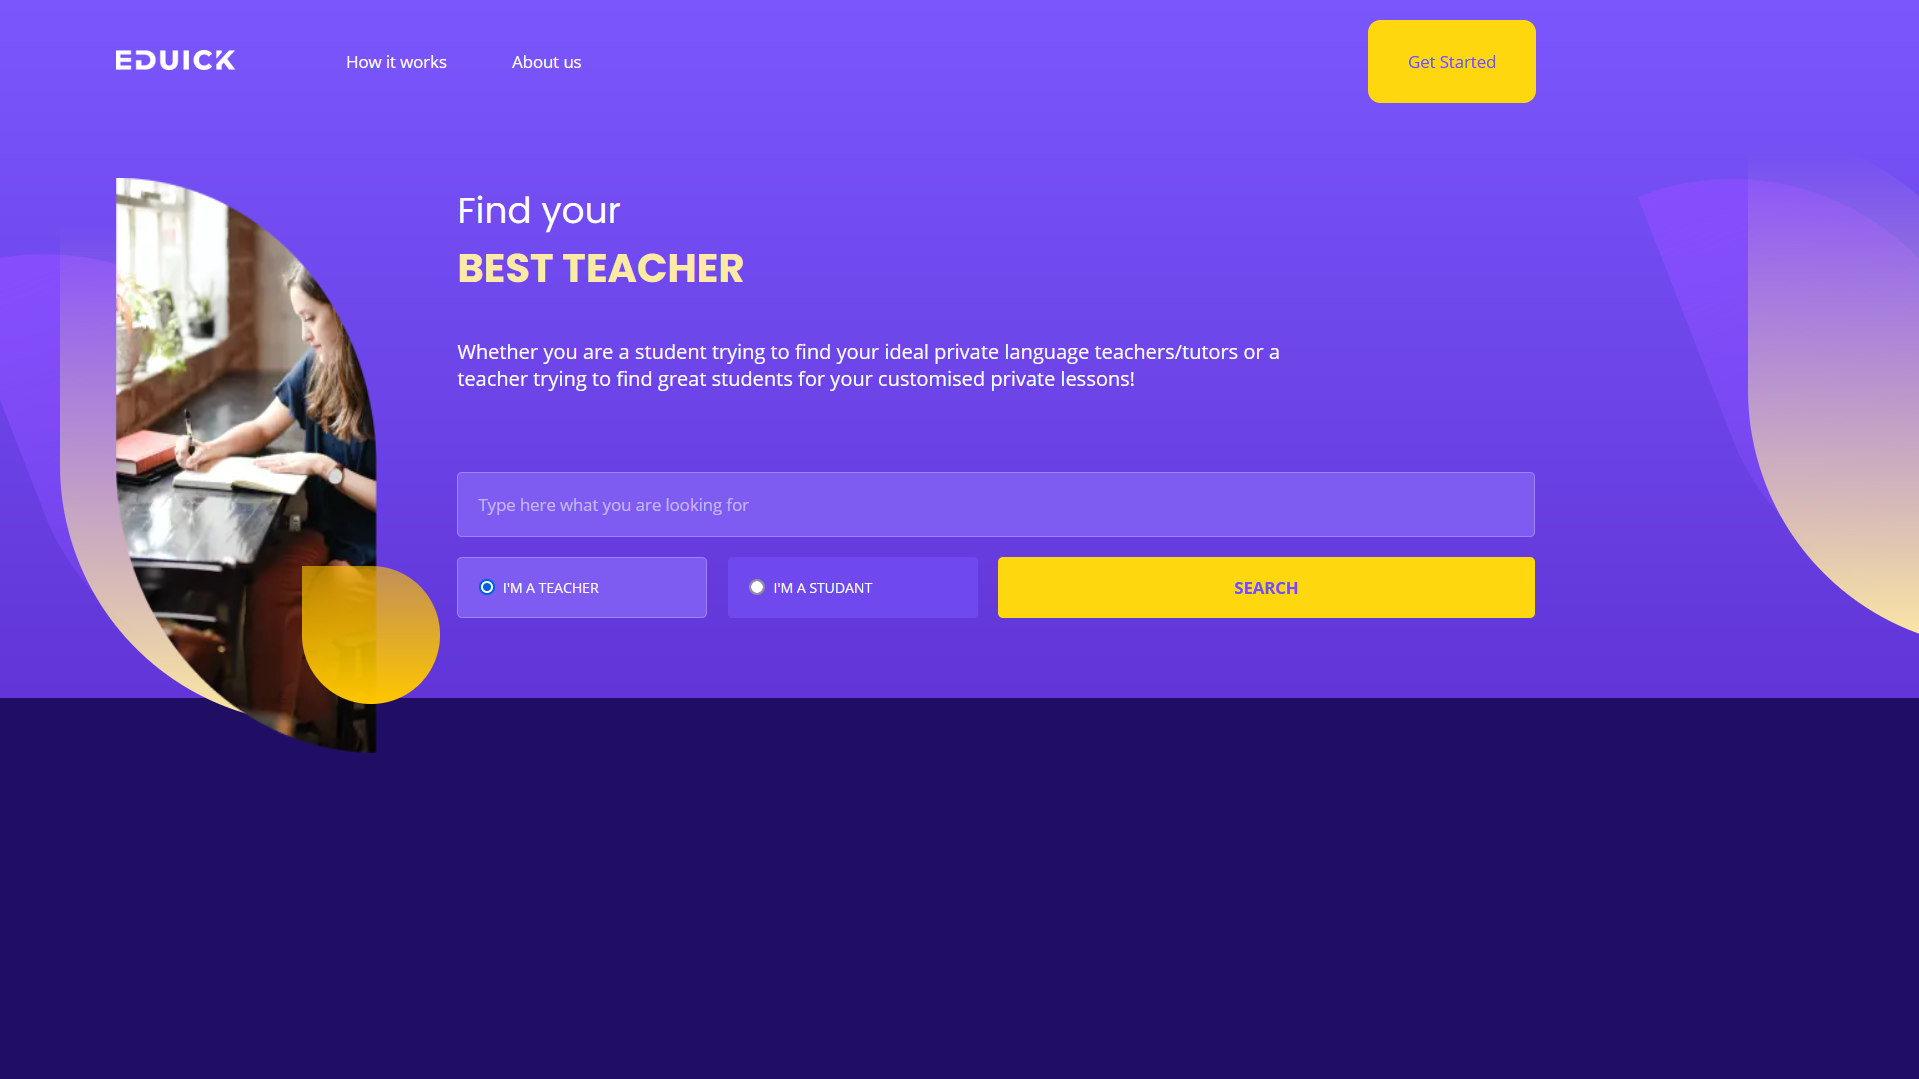 EDUICK
How it works
About us
Get Started
Find your
BEST TEACHER
Whether you are a student trying to find your ideal private language teachers/tutors or a
teacher trying to find great students for your customised private lessons!
Type here what you are looking for
I'M A TEACHER
I'M A STUDANT
SEARCH